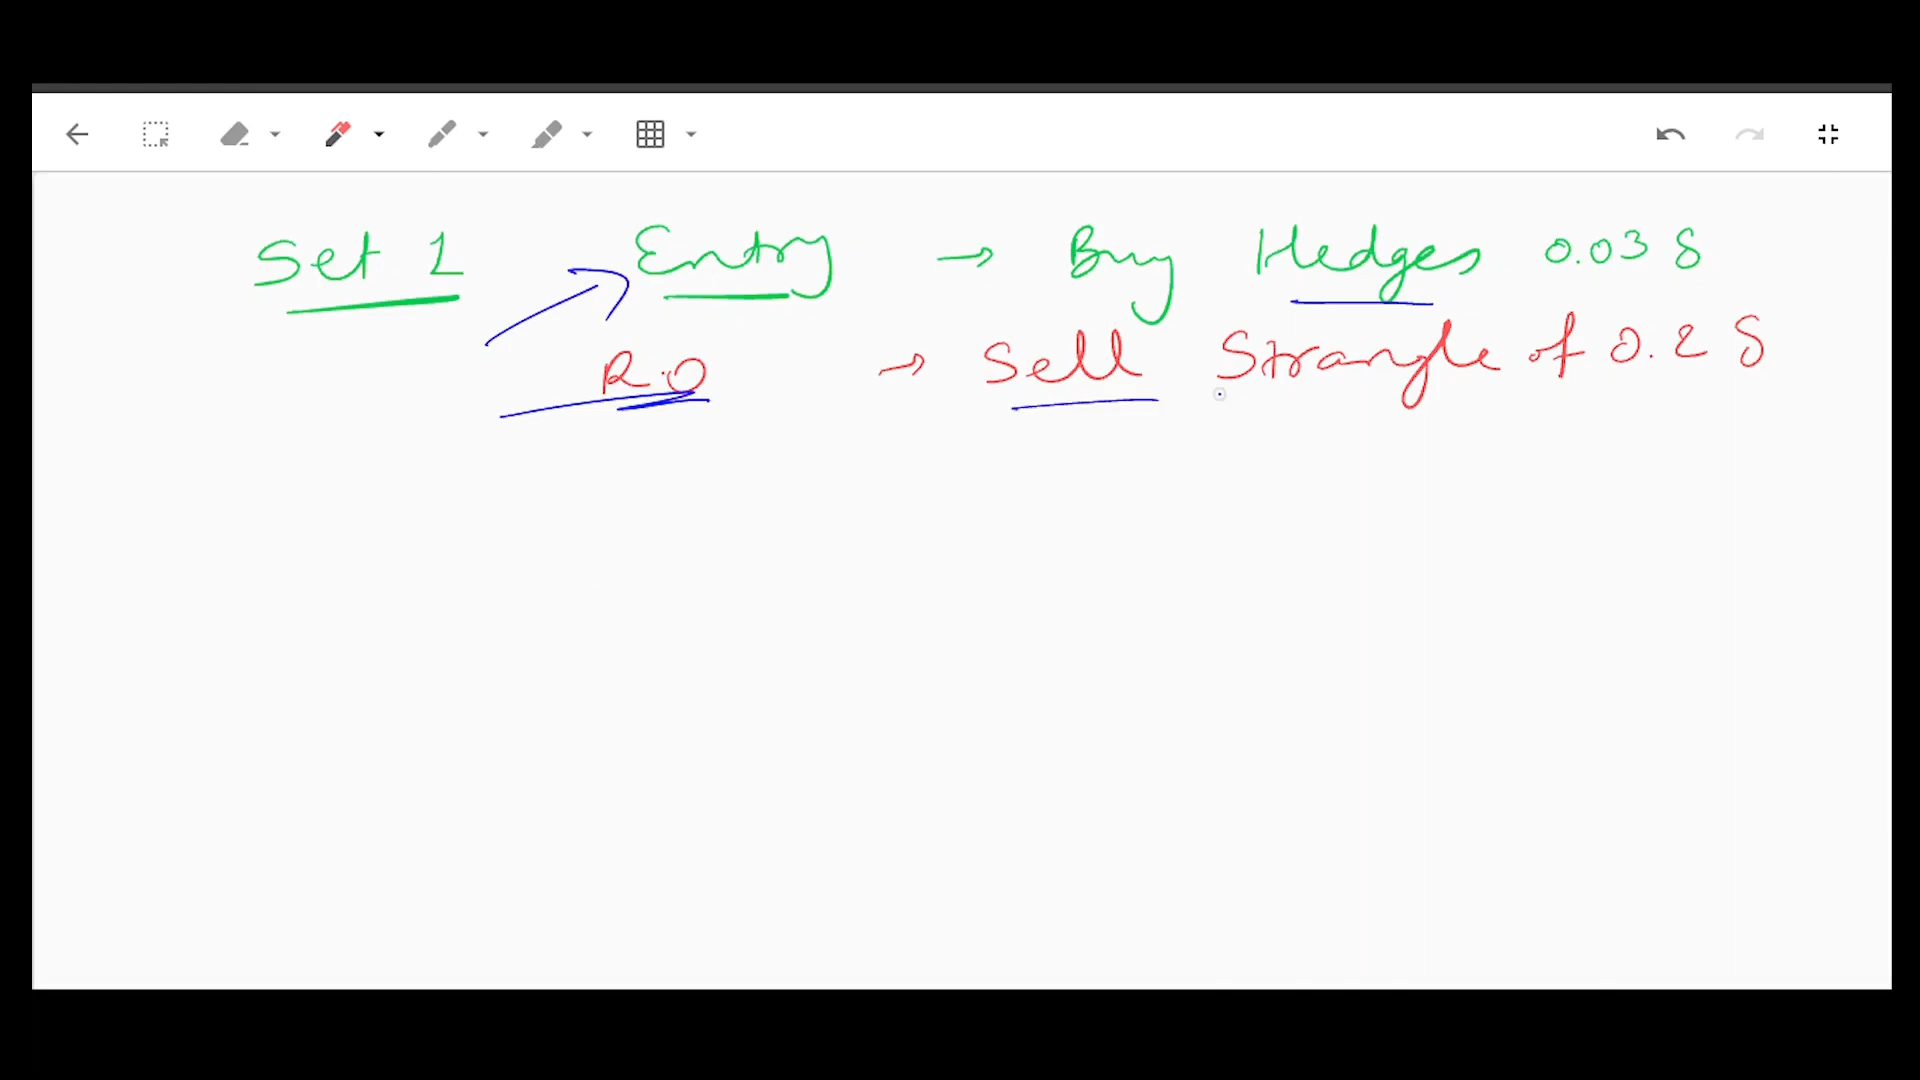 Set 1 Entry → Buy Hedges 0.03 δ
R.O → Sell Strangle of 0.2 δ